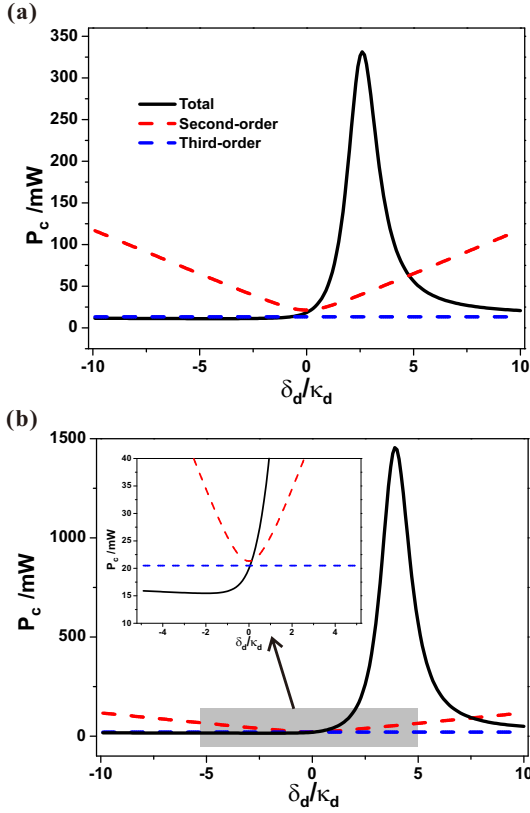 (a)
350
300
250
200
150
100
50
0
P_c /mW
Total
Second-order
Third-order
-10 -5 0 5 10
δ_d/κ_d
(b)
1500
1000
500
0
P_c /mW
40
35
30
25
20
15
10
P_c /mW
-4 -2 0 2 4
δ_d/κ_d
-10 -5 0 5 10
δ_d/κ_d